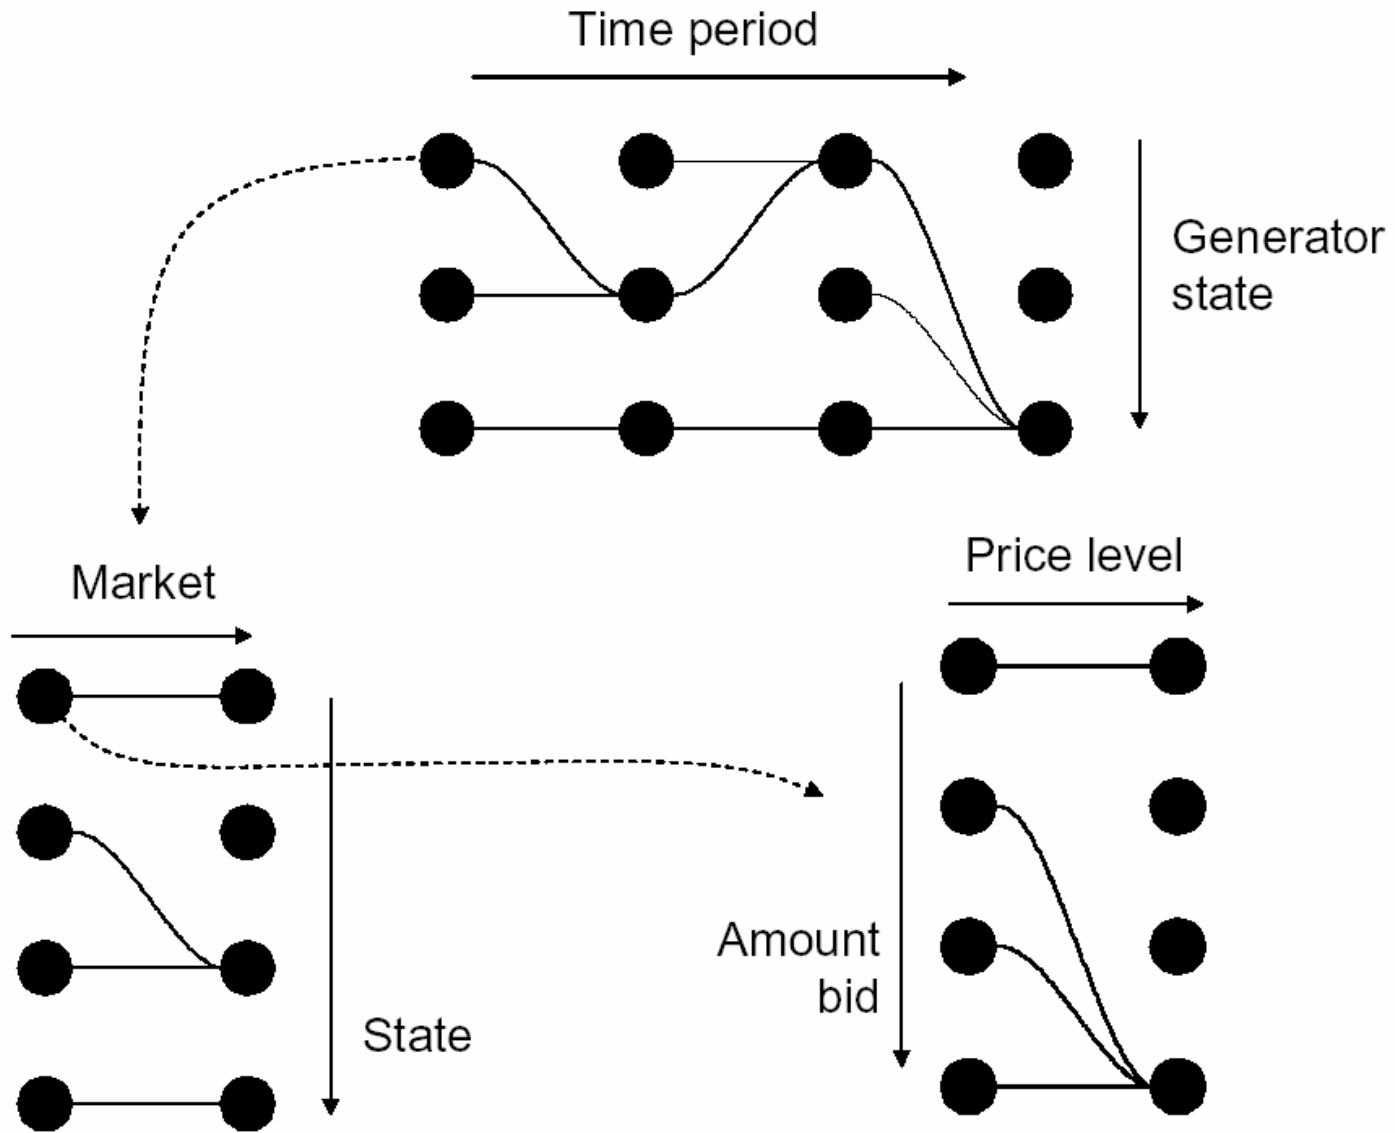 Time period
Generator
state
Market
Price level
Amount
bid
State